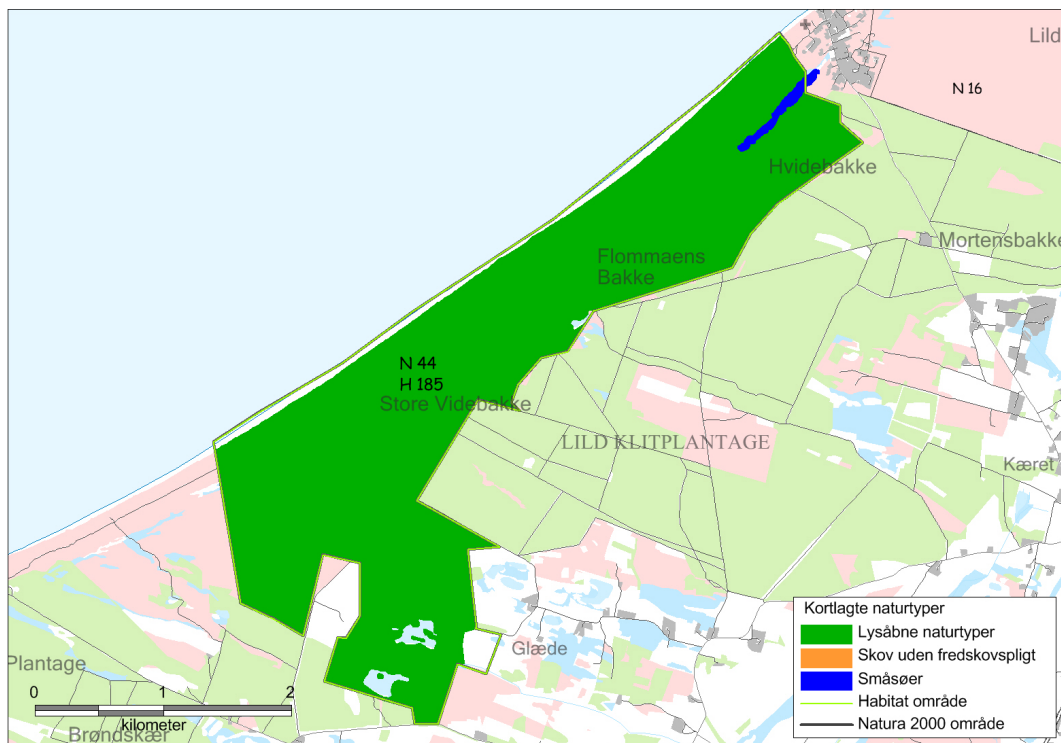 Lild
N 16
Hvidebakke
Mortensbakke
Flommaens
Bakke
N 44
H 185
Store Videbakke
LILD KLITPLANTAGE
Kæret
Glæde
Plantage
Brøndskær
0 1 2
kilometer
Kortlagte naturtyper
Lysåbne naturtyper
Skov uden fredskovspligt
Småsøer
Habitat område
Natura 2000 område